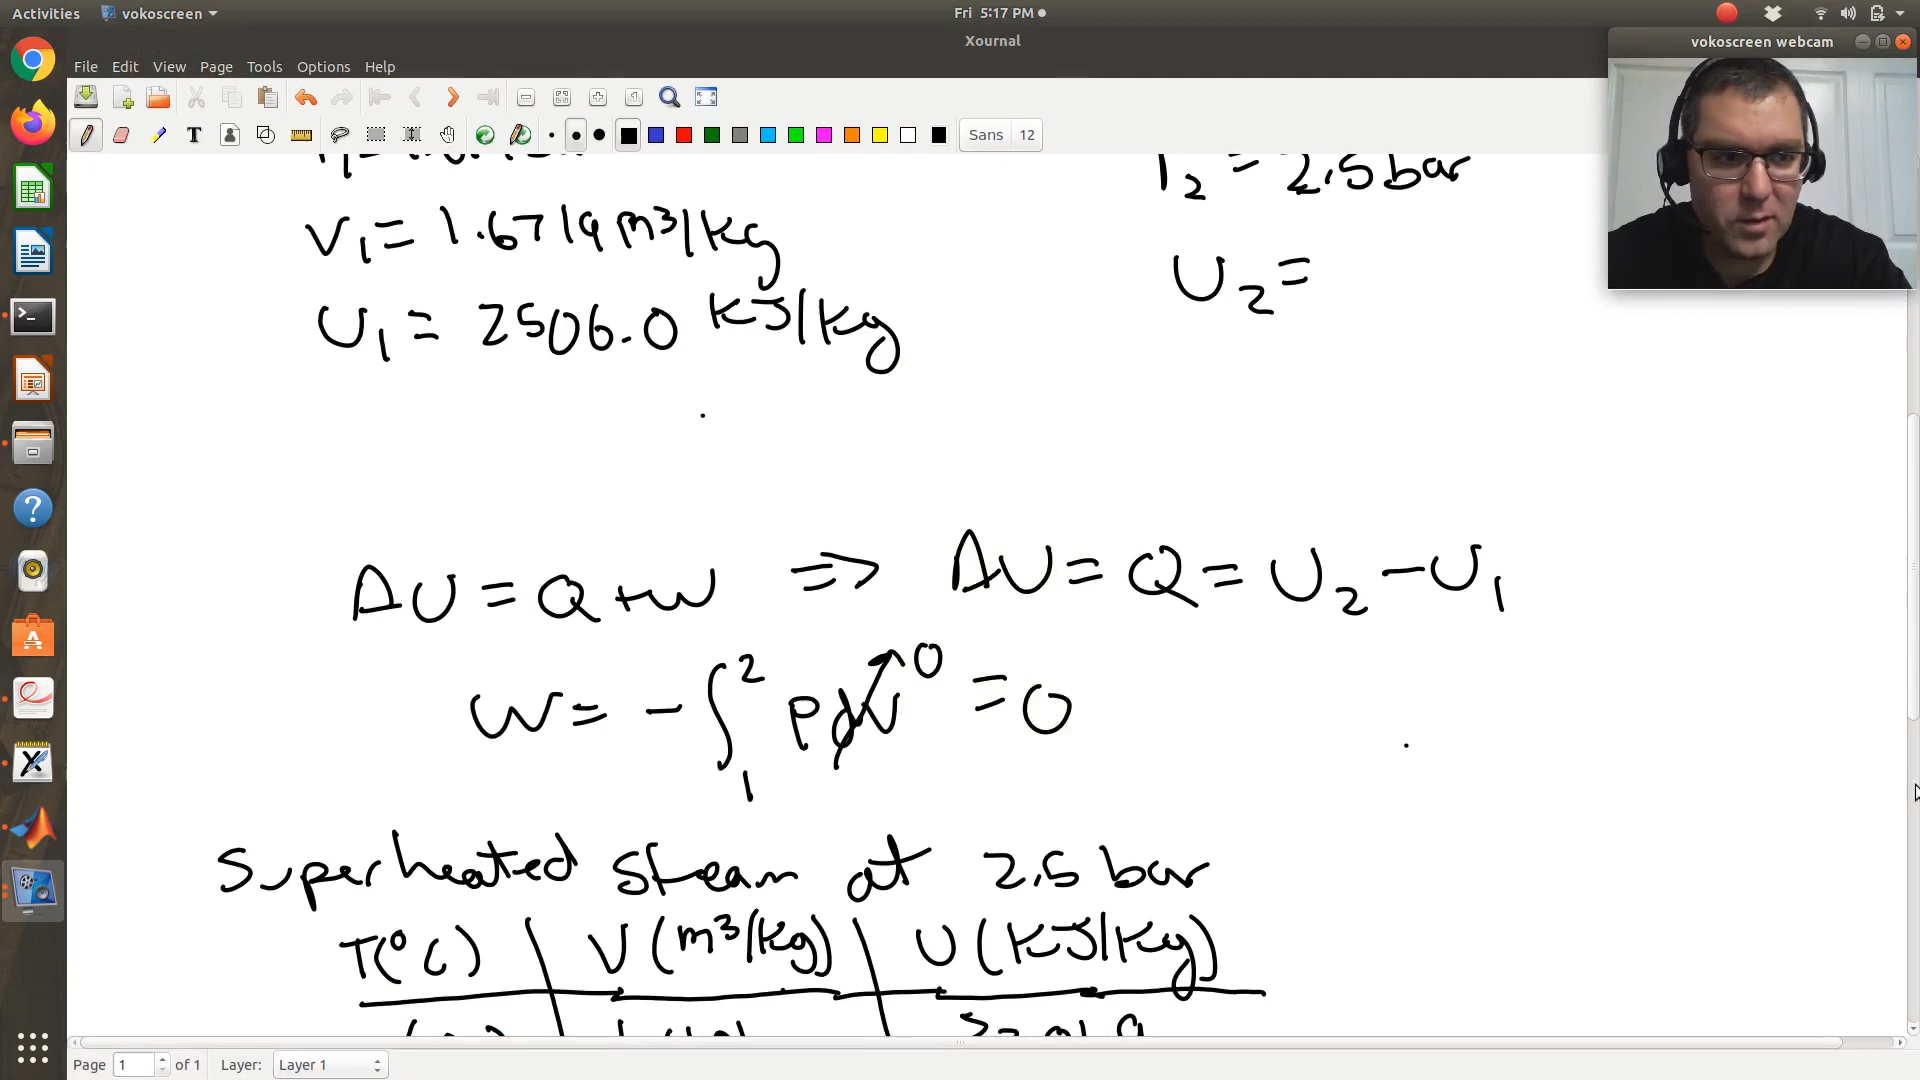 Activities vokoscreen Fri 5:17 PM
Xournal
vokoscreen webcam
File Edit View Page Tools Options Help
Sans 12
= 2.5 bar
V1 = 1.6719 m3/kg
U2 =
U1 = 2506.0 kJ/kg
ΔU = Q + W => ΔU = Q = U2 - U1
W = - ∫₁² P dV 0 = 0
Superheated steam at 2.5 bar
T(°C) V (m3/kg) U (kJ/kg)
Page 1 of 1 Layer: Layer 1